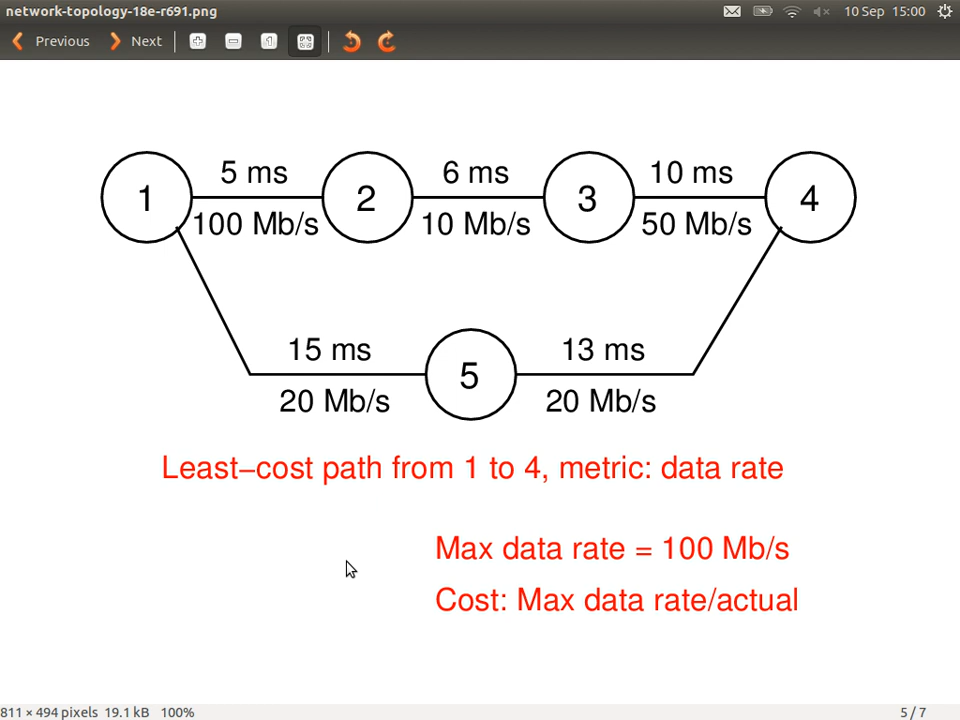 network-topology-18e-r691.png
10 Sep 15:00
Previous Next
5 ms 6 ms 10 ms
1 2 3 4
100 Mb/s 10 Mb/s 50 Mb/s
15 ms 13 ms
5
20 Mb/s 20 Mb/s
Least–cost path from 1 to 4, metric: data rate
Max data rate = 100 Mb/s
Cost: Max data rate/actual
811 × 494 pixels 19.1 kB 100% 5 / 7